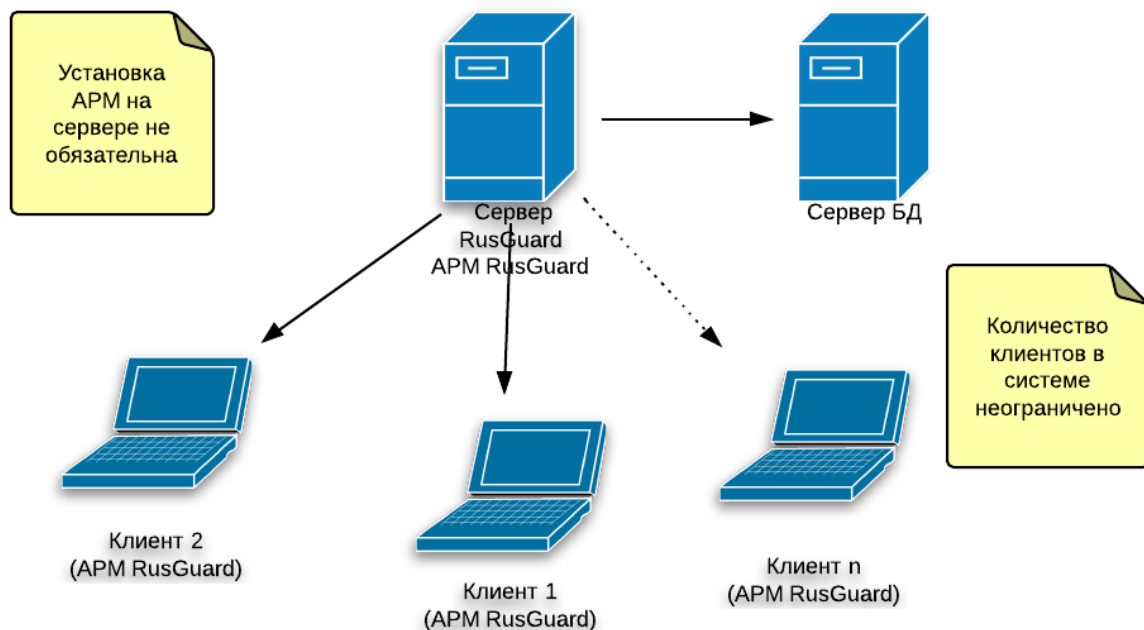 Установка
АРМ на
сервере не
обязательна
Сервер
RusGuard
АРМ RusGuard
Сервер БД
Количество
клиентов в
системе
неограничено
Клиент 2
(АРМ RusGuard)
Клиент 1
(АРМ RusGuard)
Клиент n
(АРМ RusGuard)